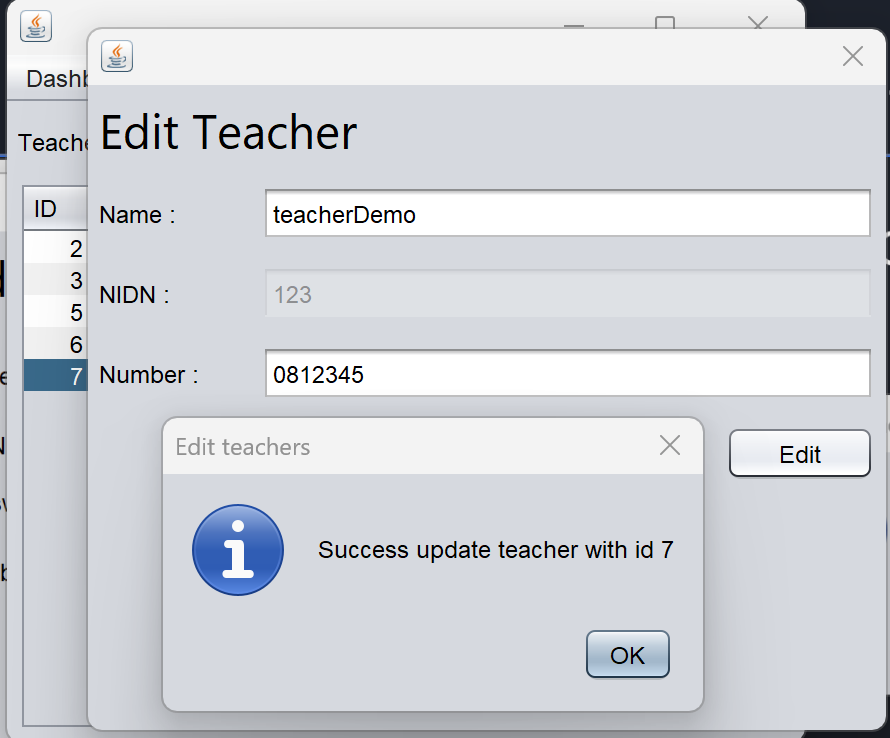 Dashb
Teache
ID
2
3
5
6
7
Edit Teacher
Name :
teacherDemo
NIDN :
123
Number :
0812345
Edit
Edit teachers
Success update teacher with id 7
OK